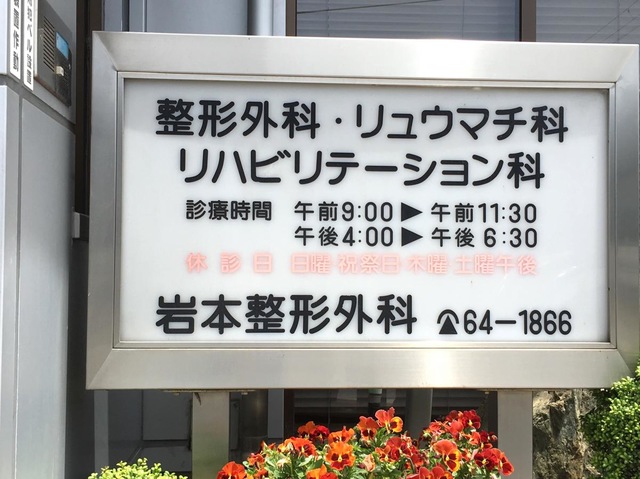 整形外科・リュウマチ科
リハビリテーション科
診療時間 午前9:00▶午前11:30
午後4:00▶午後6:30
休診日 日曜・祝祭日・木曜・土曜午後
岩本整形外科 ☎64-1866